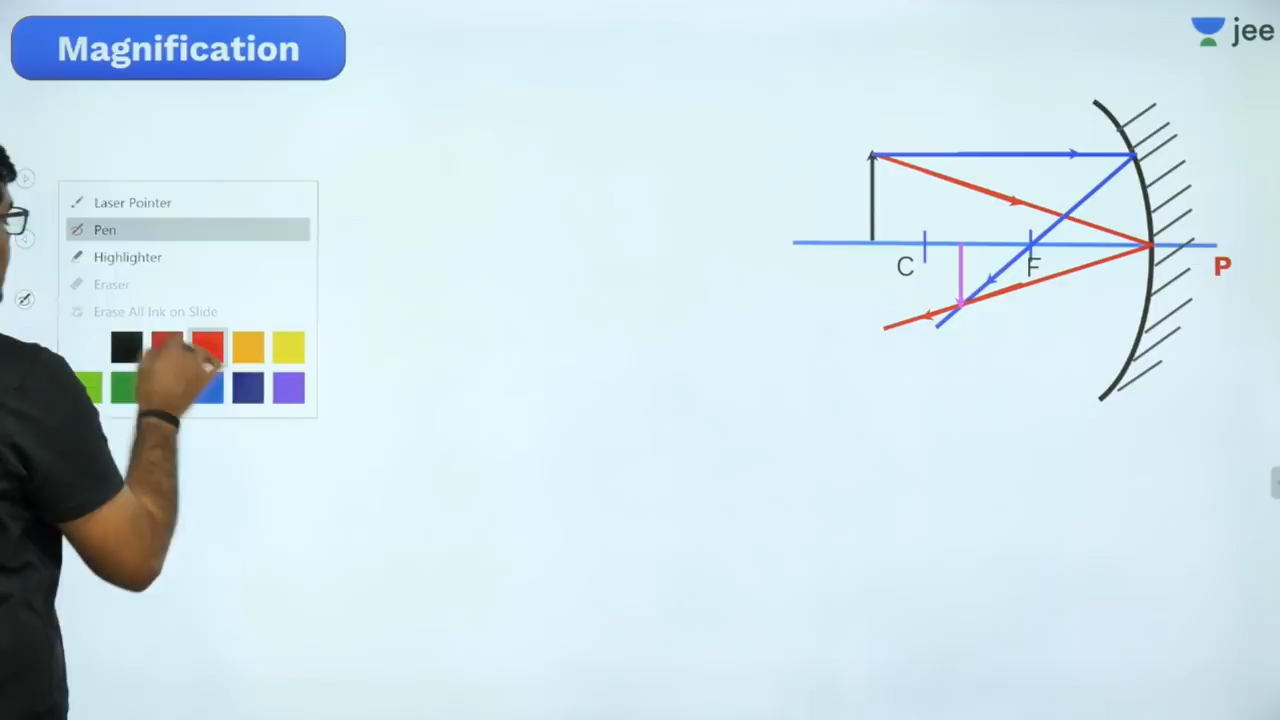 Magnification
jee
Laser Pointer
Pen
Highlighter
Eraser
Erase All Ink on Slide
C
F
P